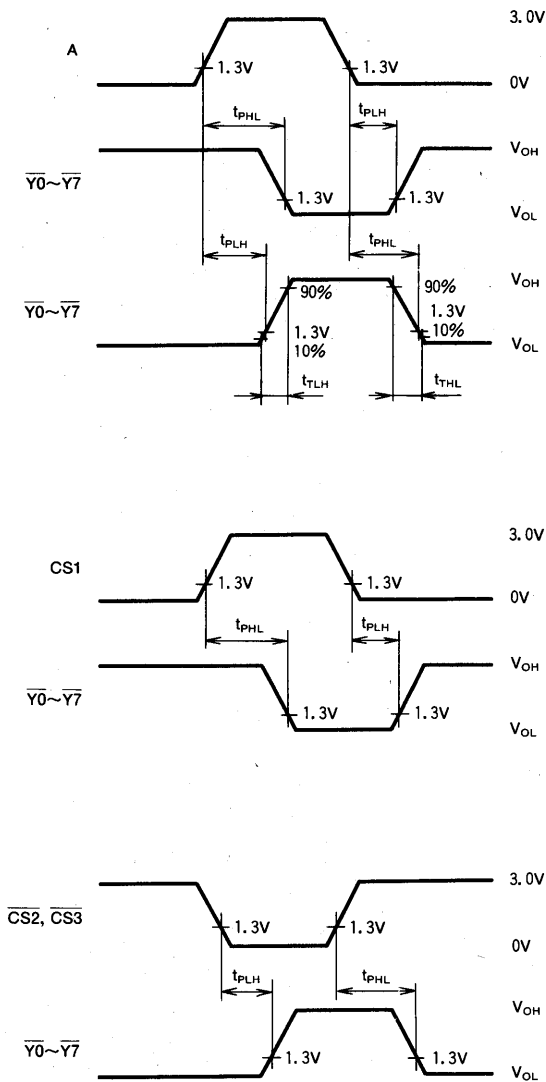 3.0V
A
1.3V
1.3V
0V
tPHL
tPLH
VOH
Y0~Y7
1.3V
1.3V
VOL
tPLH
tPHL
VOH
90%
90%
Y0~Y7
1.3V
1.3V
10%
10%
VOL
tTLH
tTHL
3.0V
CS1
1.3V
1.3V
0V
tPHL
tPLH
VOH
Y0~Y7
1.3V
1.3V
VOL
3.0V
CS2, CS3
1.3V
1.3V
0V
tPLH
tPHL
VOH
Y0~Y7
1.3V
1.3V
VOL